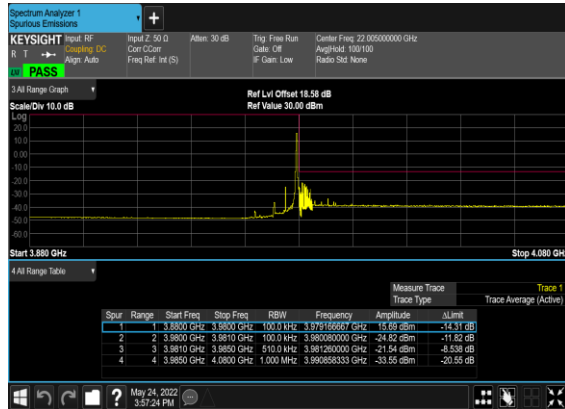 Spectrum Analyzer 1
Spurious Emissions
KEYSIGHT Input: RF Input Z: 50 Ω Atten: 30 dB Trig: Free Run Center Freq: 22.005000000 GHz
R T Coupling: DC Corr CCorr Gate: Off Avg|Hold: 100/100
Align: Auto Freq Ref: Int (S) IF Gain: Low Radio Std: None
PASS
3 All Range Graph
Ref Lvl Offset 18.58 dB
Scale/Div 10.0 dB Ref Value 30.00 dBm
Log
20.0
10.0
0.00
-10.0
-20.0
-30.0
-40.0
-50.0
-60.0
Start 3.880 GHz Stop 4.080 GH
4 All Range Table
Measure Trace Trace 1
Trace Type Trace Average (Active)
Spur Range Start Freq Stop Freq RBW Frequency Amplitude ΔLimit
1 1 3.8800 GHz 3.9800 GHz 100.0 kHz 3.979166667 GHz 15.69 dBm -14.31 dB
2 2 3.9800 GHz 3.9810 GHz 100.0 kHz 3.980080000 GHz -24.82 dBm -11.82 dB
3 3 3.9810 GHz 3.9850 GHz 510.0 kHz 3.981260000 GHz -21.54 dBm -8.538 dB
4 4 3.9850 GHz 4.0800 GHz 1.000 MHz 3.990858333 GHz -33.55 dBm -20.55 dB
May 24, 2022
3:57:24 PM